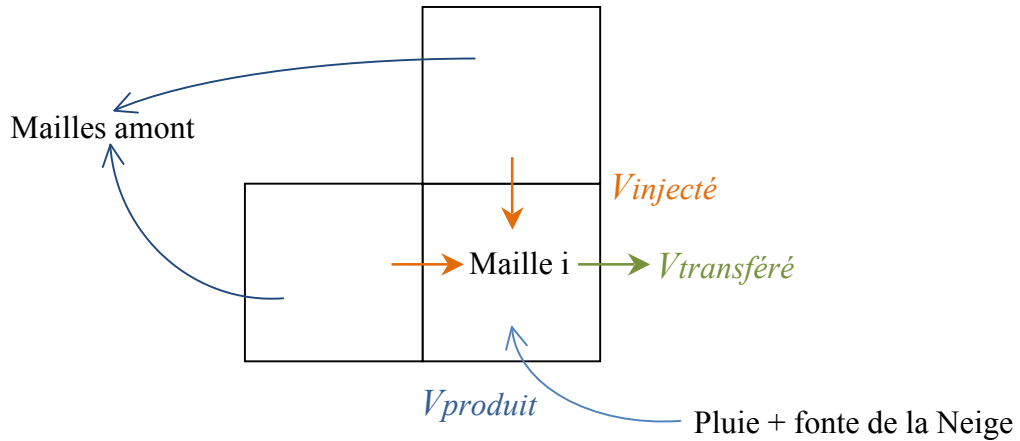 Mailles amont
Vinjecté
Maille i
Vtransféré
Vproduit
Pluie + fonte de la Neige